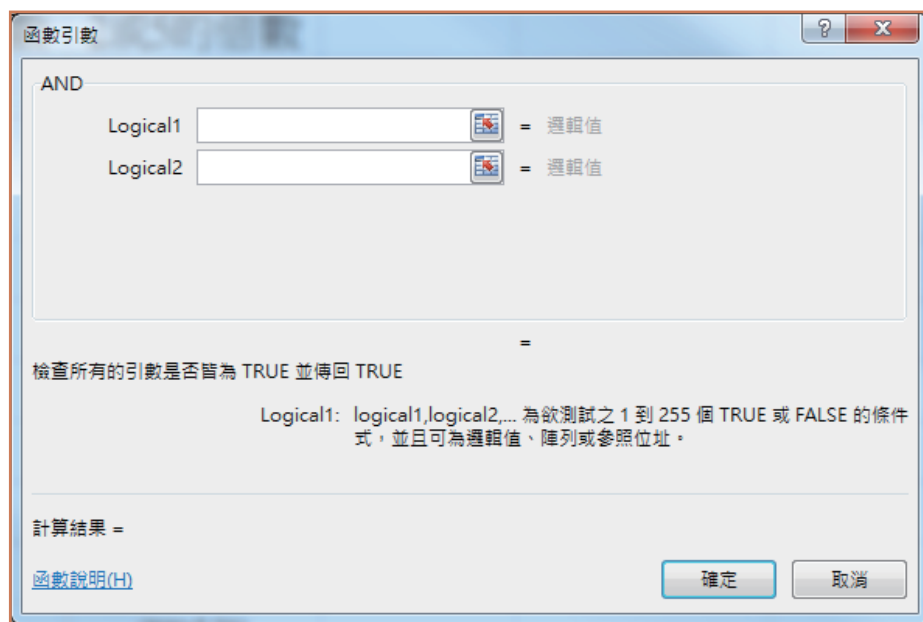 函數引數
AND
Logical1 = 邏輯值
Logical2 = 邏輯值
=
檢查所有的引數是否皆為 TRUE 並傳回 TRUE
Logical1: logical1,logical2,... 為欲測試之 1 到 255 個 TRUE 或 FALSE 的條件
式，並且可為邏輯值、陣列或參照位址。
計算結果 =
函數說明(H)
確定 取消